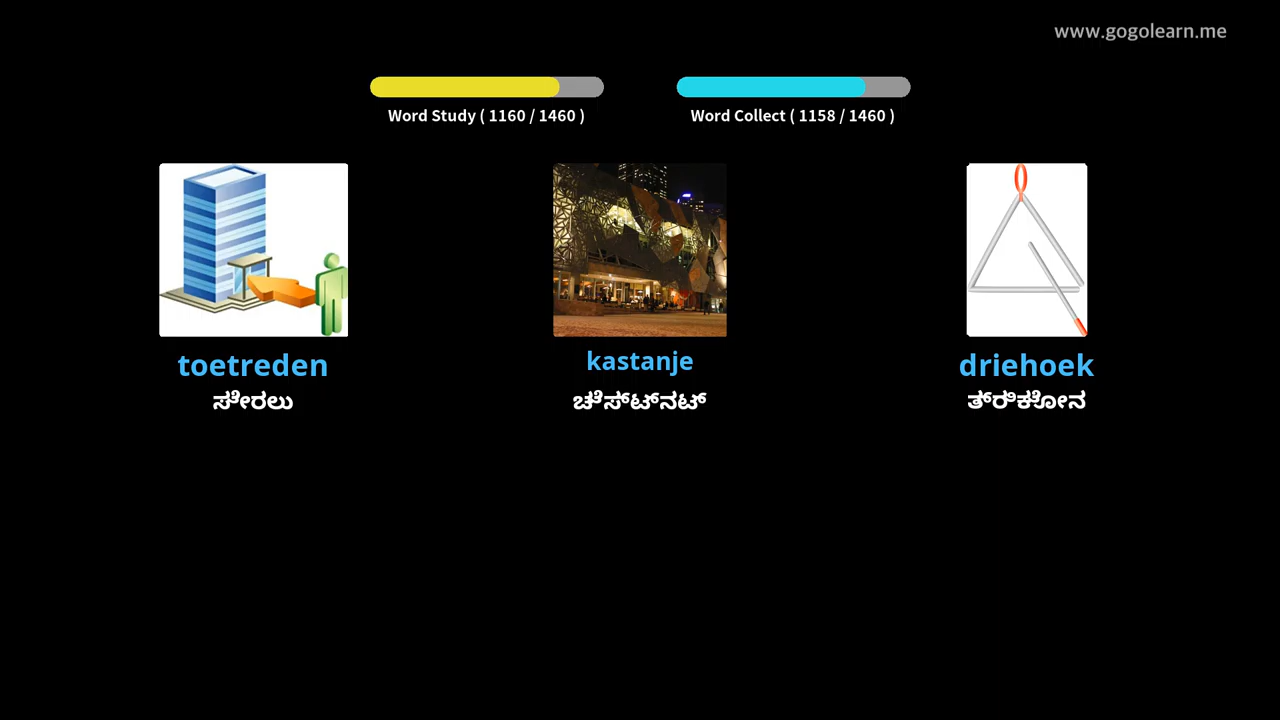 www.gogolearn.me
Word Study ( 1160 / 1460 )
Word Collect ( 1158 / 1460 )
toetreden
kastanje
driehoek
ಸೇರಲು
ಚೆಸ್ಟ್ನಟ್
ತ್ರಿಕೋನ